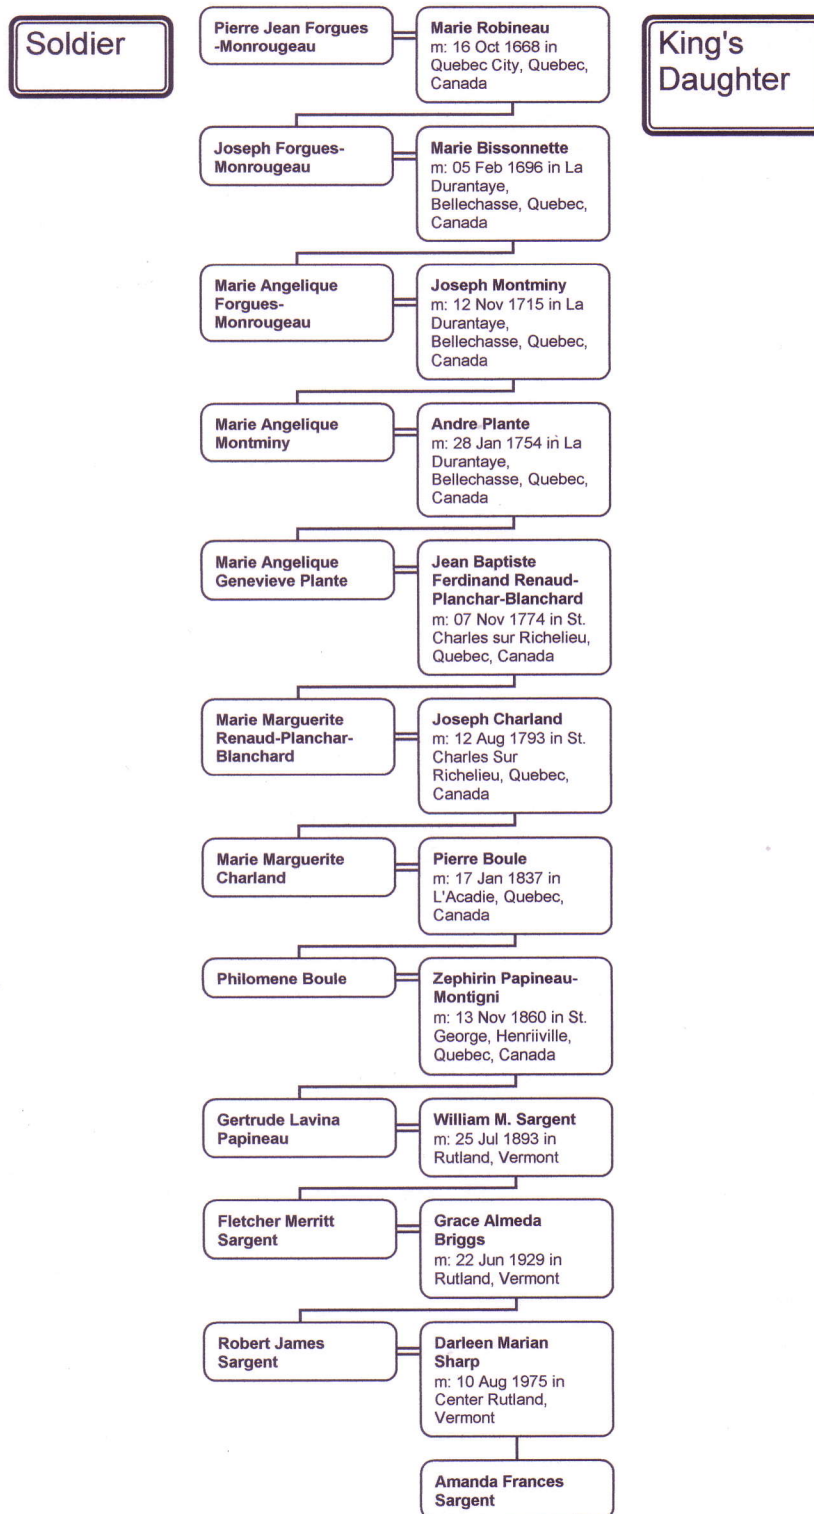 Soldier
Pierre Jean Forgues
-Monrougeau
Marie Robineau
m: 16 Oct 1668 in
Quebec City, Quebec,
Canada
King's
Daughter
Joseph Forgues-
Monrougeau
Marie Bissonnette
m: 05 Feb 1696 in La
Durantaye,
Bellechasse, Quebec,
Canada
Marie Angelique
Forgues-
Monrougeau
Joseph Montminy
m: 12 Nov 1715 in La
Durantaye,
Bellechasse, Quebec,
Canada
Marie Angelique
Montminy
Andre Plante
m: 28 Jan 1754 in La
Durantaye,
Bellechasse, Quebec,
Canada
Marie Angelique
Genevieve Plante
Jean Baptiste
Ferdinand Renaud-
Planchar-Blanchard
m: 07 Nov 1774 in St.
Charles sur Richelieu,
Quebec, Canada
Marie Marguerite
Renaud-Planchar-
Blanchard
Joseph Charland
m: 12 Aug 1793 in St.
Charles Sur
Richelieu, Quebec,
Canada
Marie Marguerite
Charland
Pierre Boule
m: 17 Jan 1837 in
L'Acadie, Quebec,
Canada
Philomene Boule
Zephirin Papineau-
Montigni
m: 13 Nov 1860 in St.
George, Henriiville,
Quebec, Canada
Gertrude Lavina
Papineau
William M. Sargent
m: 25 Jul 1893 in
Rutland, Vermont
Fletcher Merritt
Sargent
Grace Almeda
Briggs
m: 22 Jun 1929 in
Rutland, Vermont
Robert James
Sargent
Darleen Marian
Sharp
m: 10 Aug 1975 in
Center Rutland,
Vermont
Amanda Frances
Sargent